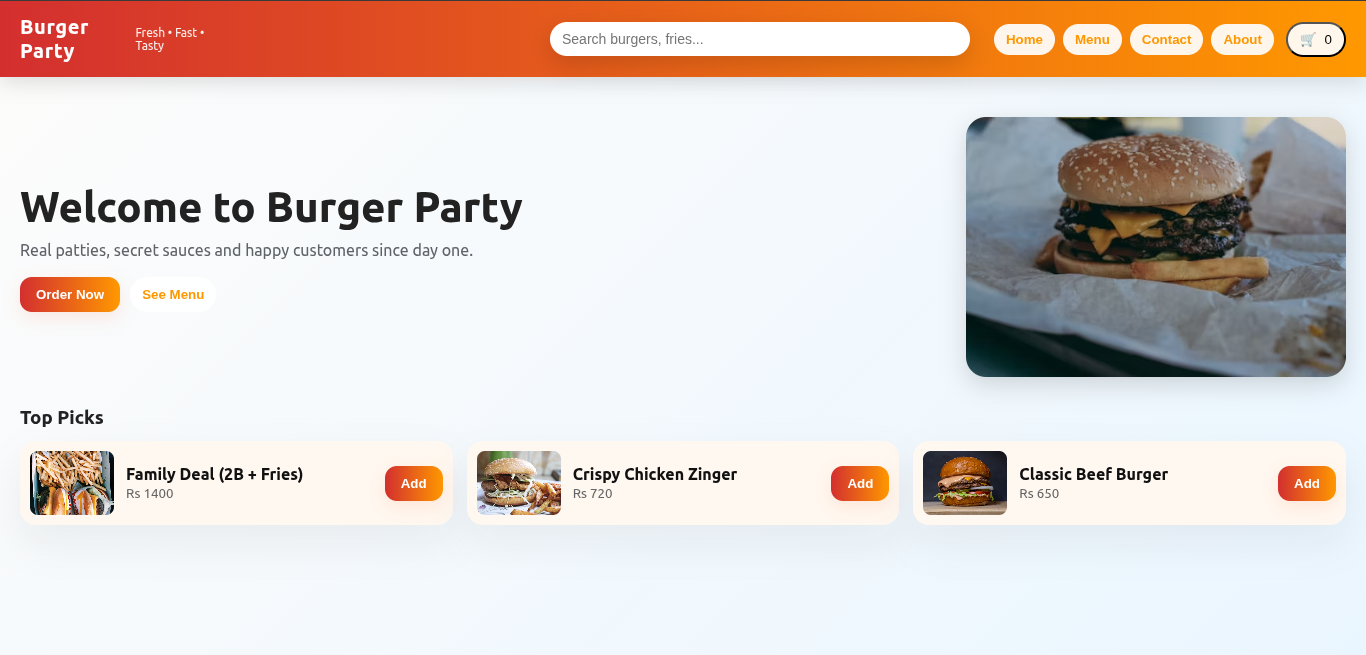 Burger
Party
Fresh • Fast •
Tasty
Search burgers, fries...
Home
Menu
Contact
About
🛒 0
Welcome to Burger Party
Real patties, secret sauces and happy customers since day one.
Order Now
See Menu
Top Picks
Family Deal (2B + Fries)
Rs 1400
Add
Crispy Chicken Zinger
Rs 720
Add
Classic Beef Burger
Rs 650
Add